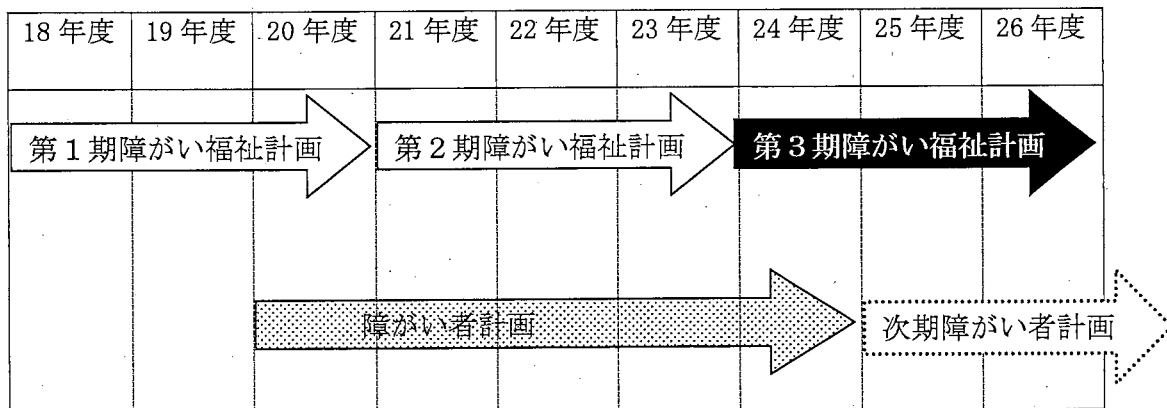 18年度 19年度 20年度 21年度 22年度 23年度 24年度 25年度 26年度
第1期障がい福祉計画 第2期障がい福祉計画 第3期障がい福祉計画
障がい者計画 次期障がい者計画